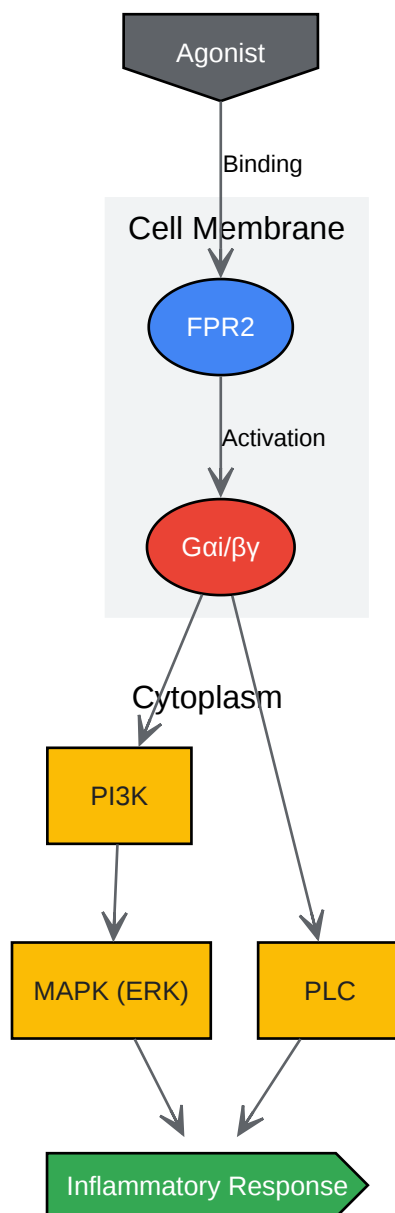 Agonist
Binding
Cell Membrane
FPR2
Activation
Gαi/βγ
Cytoplasm
PI3K
MAPK (ERK)
PLC
Inflammatory Response